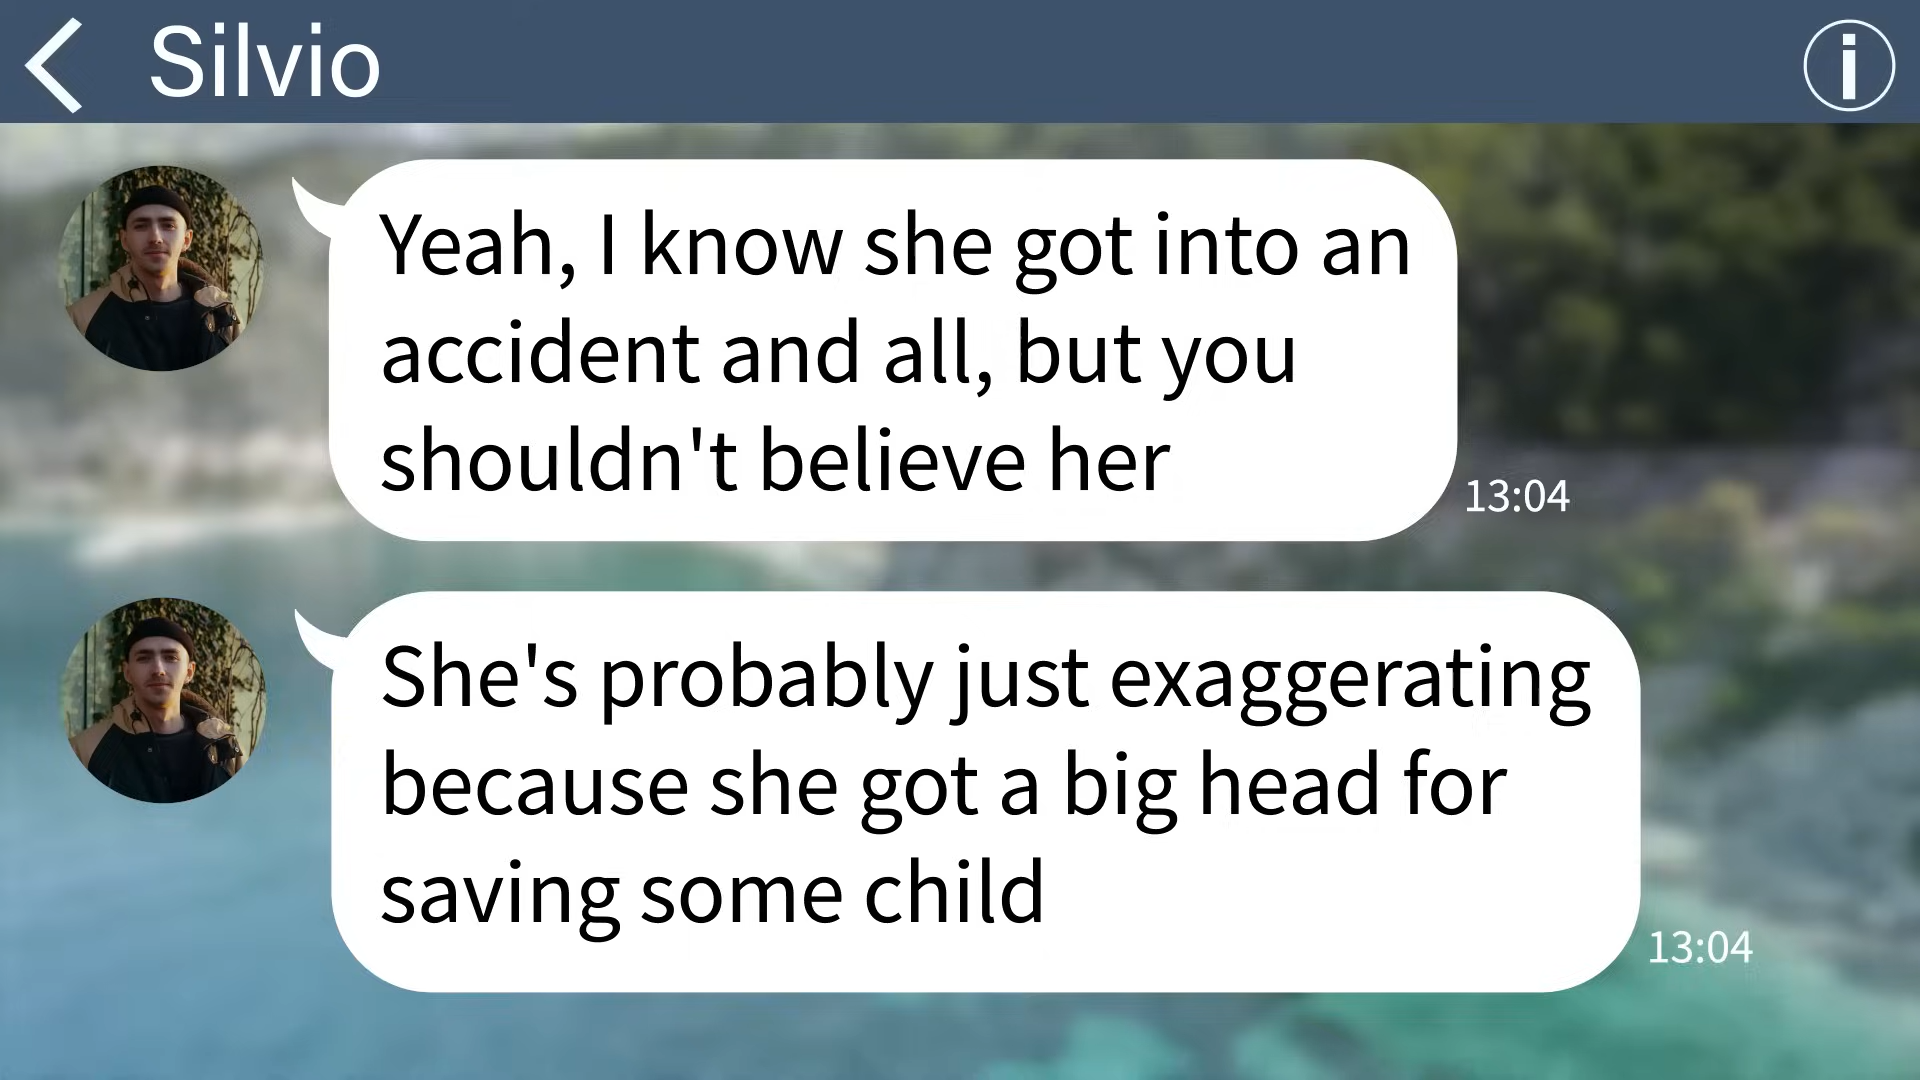 Silvio
Yeah, I know she got into an
accident and all, but you
shouldn't believe her
13:04
She's probably just exaggerating
because she got a big head for
saving some child
13:04